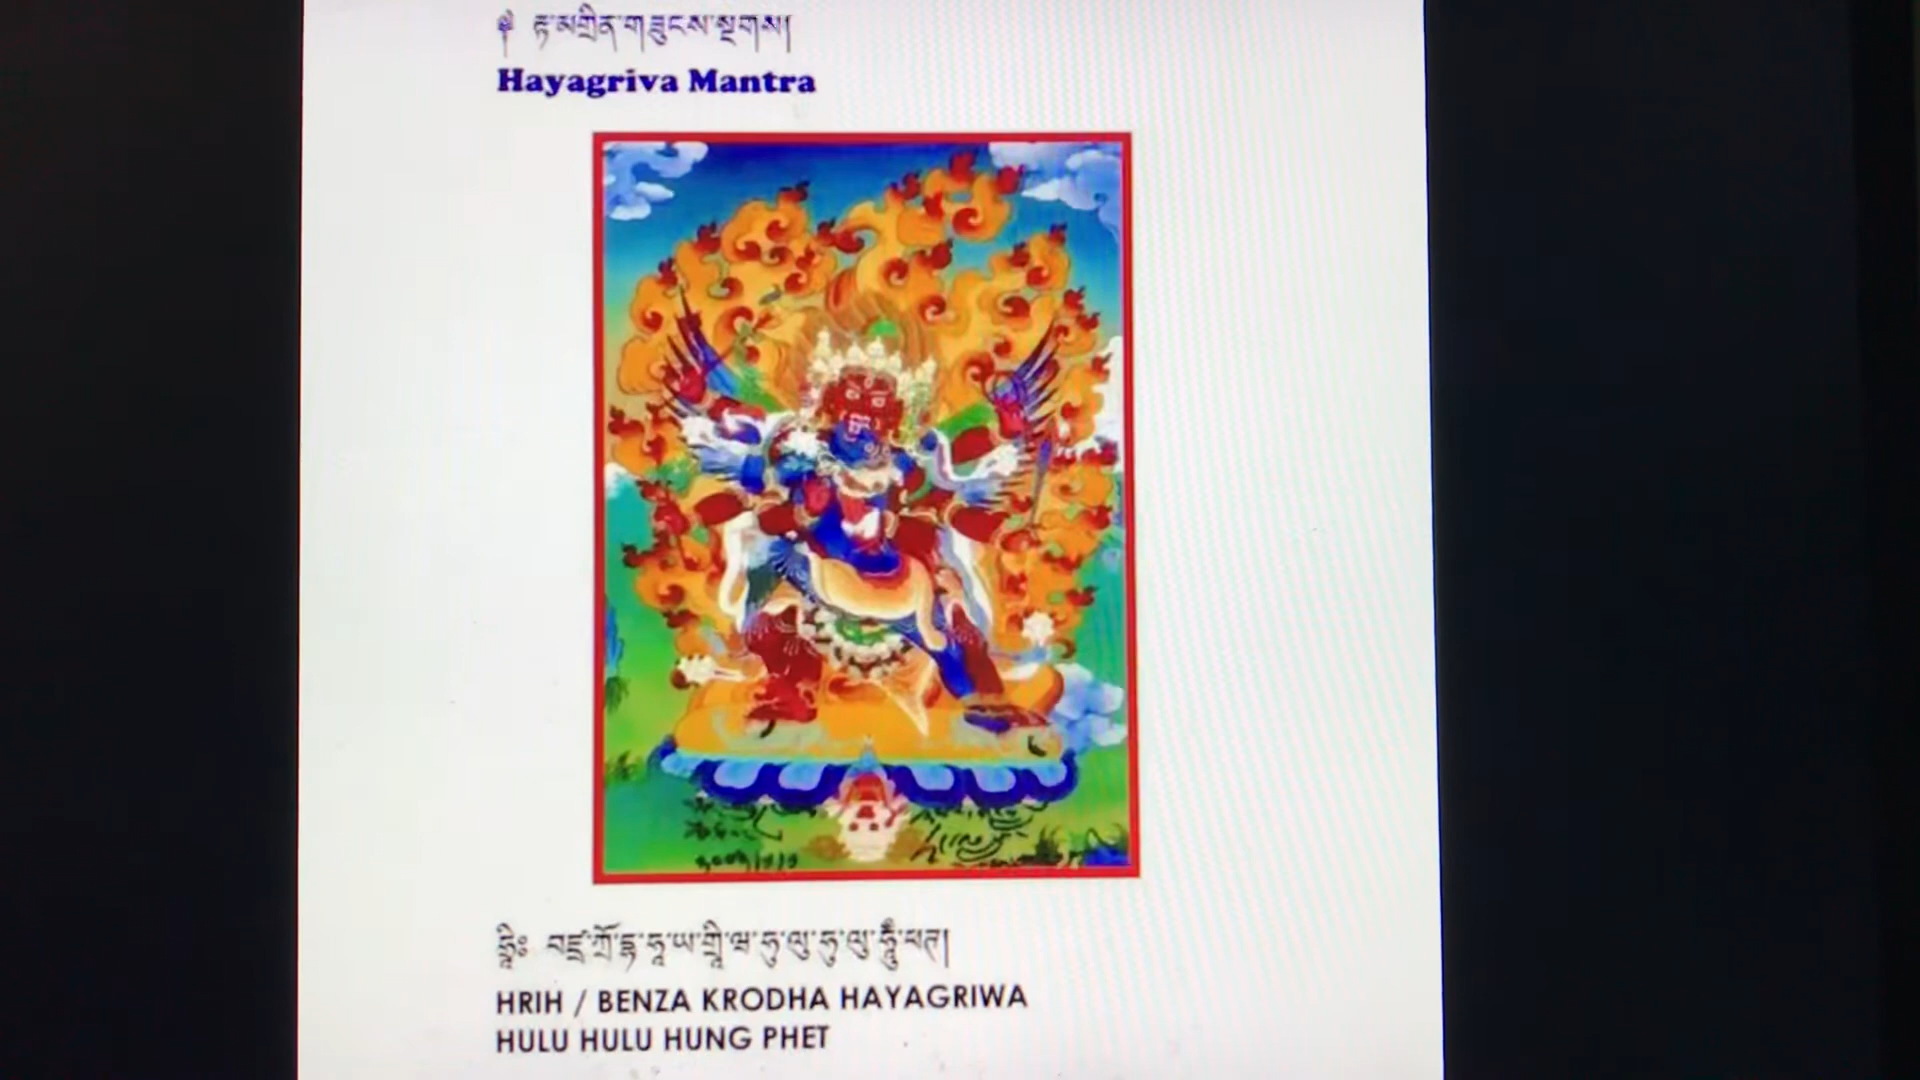 ༄ རྟ་མགྲིན་གཟུངས་སྔགས།
Hayagriva Mantra
ཧྲཱིཿ བཛྲ་ཀྲོ་དྷ་ཧ་ཡ་གྲཱི་ཝ་ཧུ་ལུ་ཧུ་ལུ་ཧཱུྃ་ཕཊ།
HRIH / BENZA KRODHA HAYAGRIWA
HULU HULU HUNG PHET